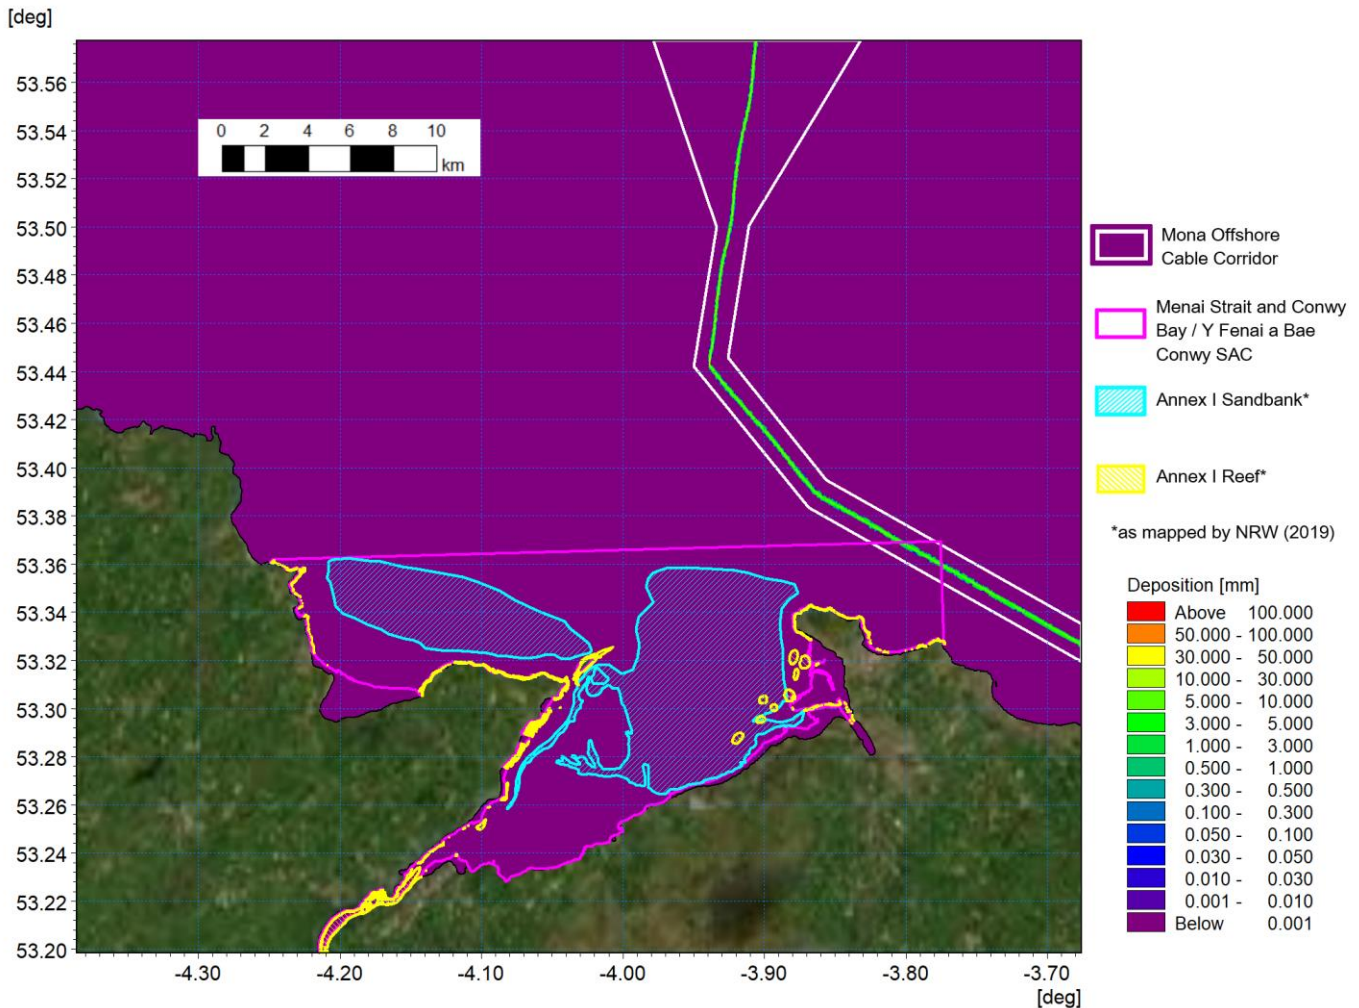 [deg]
53.56
53.54
53.52
53.50
53.48
53.46
53.44
53.42
53.40
53.38
53.36
53.34
53.32
53.30
53.28
53.26
53.24
53.22
53.20
0 2 4 6 8 10
km
-4.30 -4.20 -4.10 -4.00 -3.90 -3.80 -3.70
[deg]
Mona Offshore
Cable Corridor
Menai Strait and Conwy
Bay / Y Fenai a Bae
Conwy SAC
Annex I Sandbank*
Annex I Reef*
*as mapped by NRW (2019)
Deposition [mm]
Above 100.000
50.000 - 100.000
30.000 - 50.000
10.000 - 30.000
5.000 - 10.000
3.000 - 5.000
1.000 - 3.000
0.500 - 1.000
0.300 - 0.500
0.100 - 0.300
0.050 - 0.100
0.030 - 0.050
0.010 - 0.030
0.001 - 0.010
Below 0.001